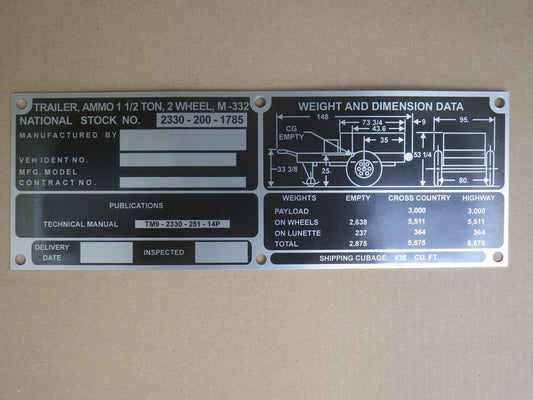 TRAILER, AMMO 1 1/2 TON, 2 WHEEL, M-332
NATIONAL STOCK NO. 2330 - 200 - 1785
MANUFACTURED BY
VEH IDENT NO.
MFG. MODEL
CONTRACT NO.
PUBLICATIONS
TECHNICAL MANUAL TM9 - 2330 - 251 - 14P
DELIVERY
DATE
INSPECTED
WEIGHT AND DIMENSION DATA
148
9
95.
73 3/4
43.6
35
CG
EMPTY
33 3/8
25.
53 1/4
80.
WEIGHTS EMPTY CROSS COUNTRY HIGHWAY
PAYLOAD 3,000 3,000
ON WHEELS 2,638 5,511 5,511
ON LUNETTE 237 364 364
TOTAL 2,875 5,875 5,875
SHIPPING CUBAGE 435 CU. FT.